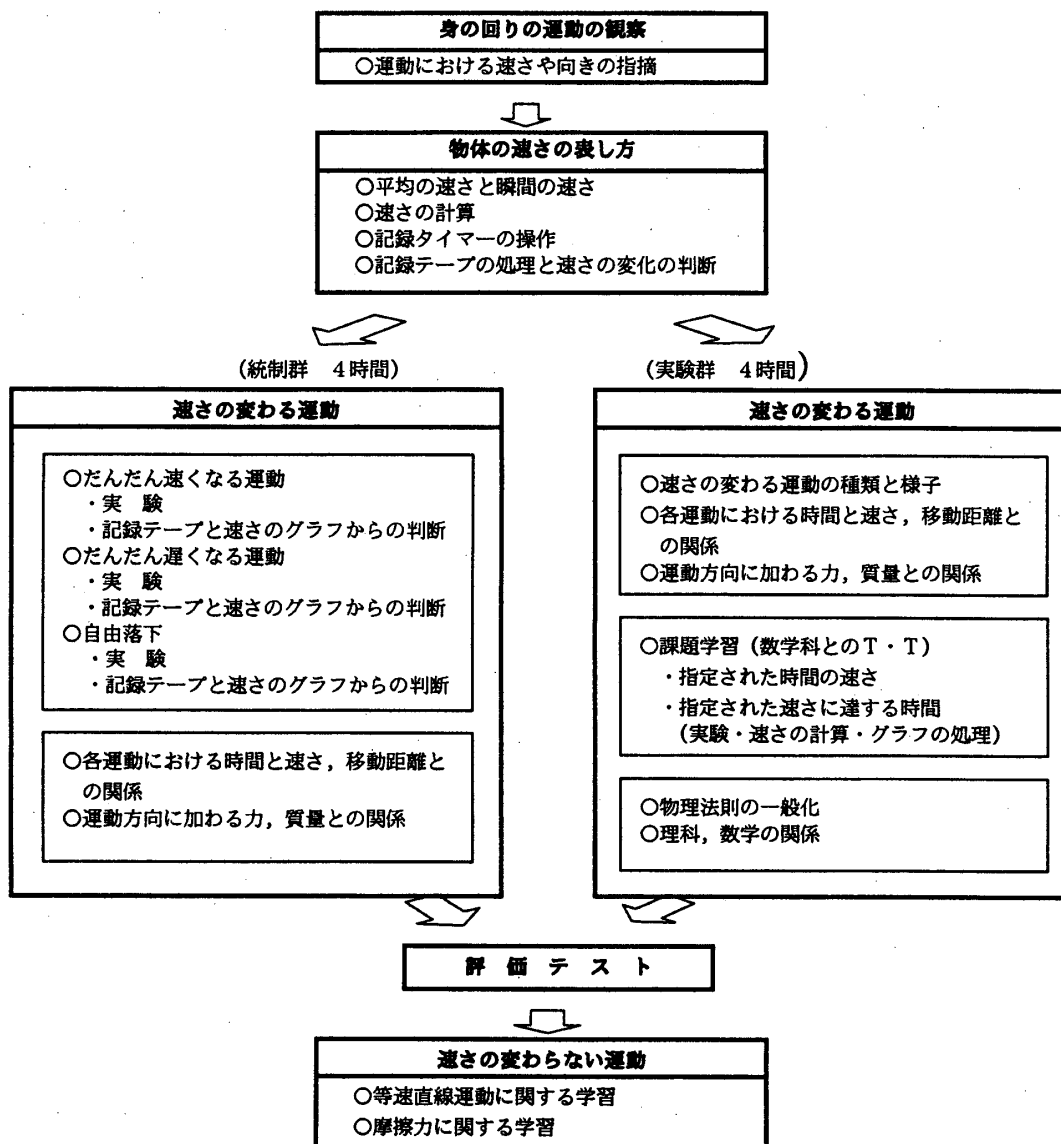 身の回りの運動の観察
○運動における速さや向きの指摘
物体の速さの表し方
○平均の速さと瞬間の速さ
○速さの計算
○記録タイマーの操作
○記録テープの処理と速さの変化の判断
(統制群 4時間)
速さの変わる運動
○だんだん速くなる運動
・実 験
・記録テープと速さのグラフからの判断
○だんだん遅くなる運動
・実 験
・記録テープと速さのグラフからの判断
○自由落下
・実 験
・記録テープと速さのグラフからの判断
○各運動における時間と速さ,移動距離と
の関係
○運動方向に加わる力,質量との関係
(実験群 4時間)
速さの変わる運動
○速さの変わる運動の種類と様子
○各運動における時間と速さ,移動距離と
の関係
○運動方向に加わる力,質量との関係
○課題学習(数学科とのT・T)
・指定された時間の速さ
・指定された速さに達する時間
(実験・速さの計算・グラフの処理)
○物理法則の一般化
○理科,数学の関係
評 価 テ ス ト
速さの変わらない運動
○等速直線運動に関する学習
○摩擦力に関する学習